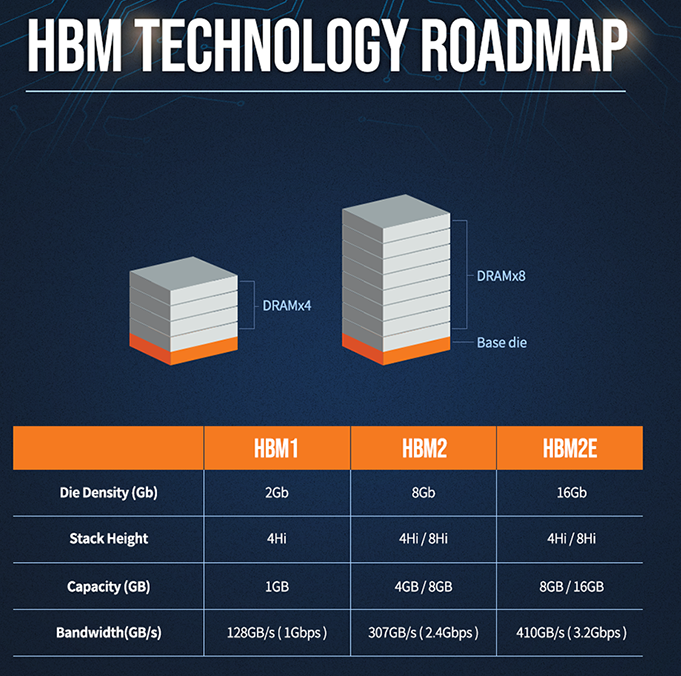 HBM TECHNOLOGY ROADMAP
DRAMx4
DRAMx8
Base die
HBM1 HBM2 HBM2E
Die Density (Gb) 2Gb 8Gb 16Gb
Stack Height 4Hi 4Hi / 8Hi 4Hi / 8Hi
Capacity (GB) 1GB 4GB / 8GB 8GB / 16GB
Bandwidth(GB/s) 128GB/s ( 1Gbps ) 307GB/s ( 2.4Gbps ) 410GB/s ( 3.2Gbps )